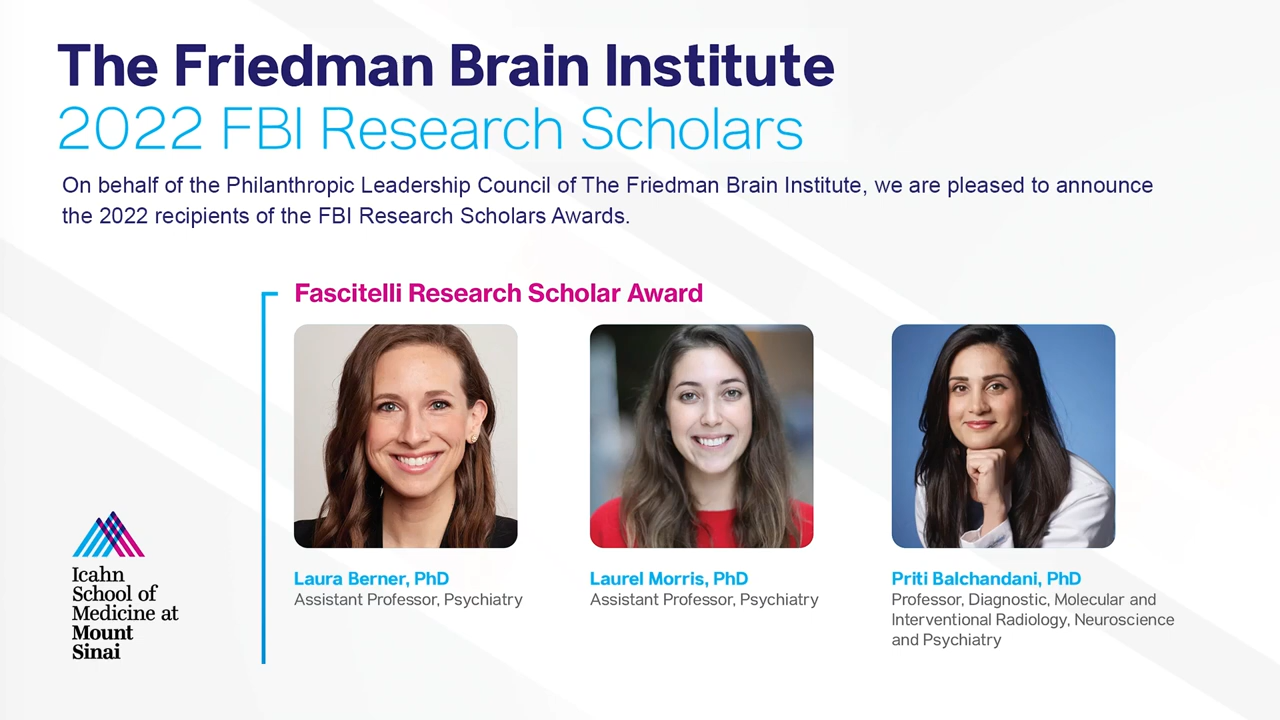 The Friedman Brain Institute
2022 FBI Research Scholars
On behalf of the Philanthropic Leadership Council of The Friedman Brain Institute, we are pleased to announce
the 2022 recipients of the FBI Research Scholars Awards.
Fascitelli Research Scholar Award
Laura Berner, PhD
Assistant Professor, Psychiatry
Laurel Morris, PhD
Assistant Professor, Psychiatry
Priti Balchandani, PhD
Professor, Diagnostic, Molecular and
Interventional Radiology, Neuroscience
and Psychiatry
Icahn
School of
Medicine at
Mount
Sinai